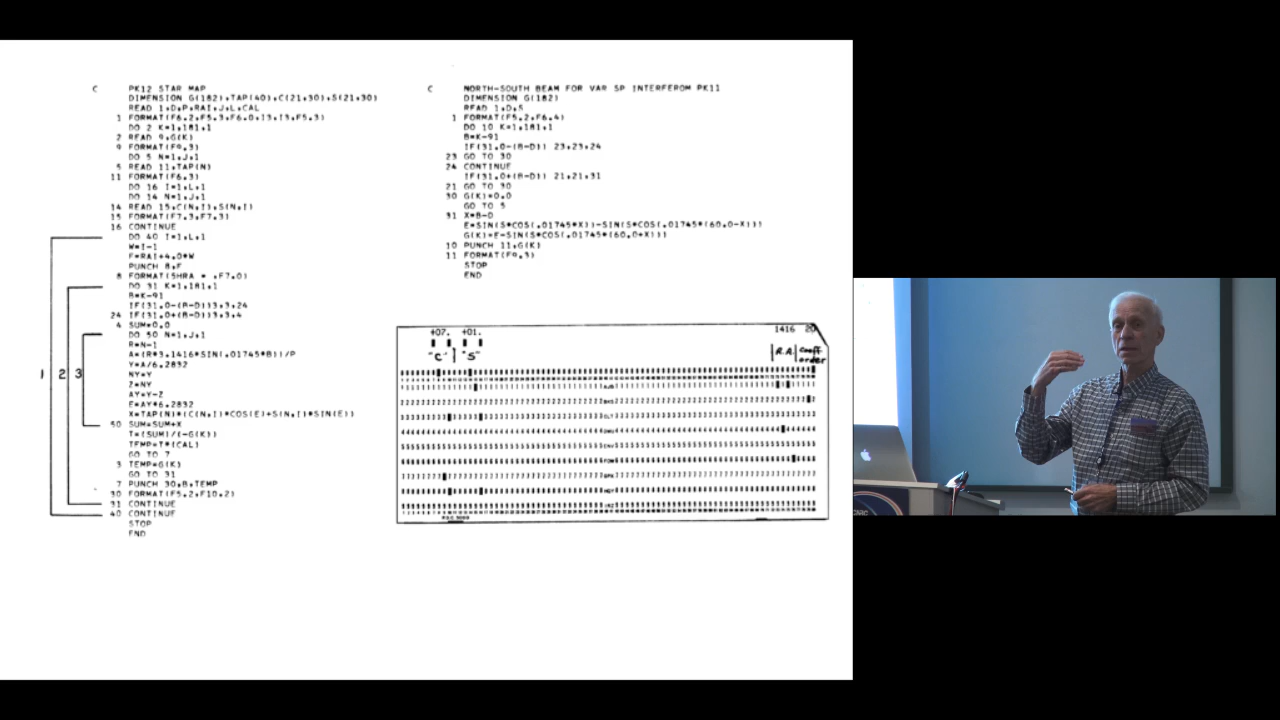 C PK12 STAR MAP
DIMENSION G(182),TAP(40),C(21,30),S(21,30)
READ 1,D,P,RAI,J,L,CAL
1 FORMAT(F6.2,F5.3,F6.0,I3,I3,F5.3)
DO 2 K=1,181,1
2 READ 9,G(K)
9 FORMAT(F9.3)
DO 5 N=1,J,1
5 READ 11,TAP(N)
11 FORMAT(F6.3)
DO 16 I=1,L,1
DO 14 N=1,J,1
14 READ 15,C(N,I),S(N,I)
15 FORMAT(F7.3,F7.3)
16 CONTINUE
DO 40 I=1,L,1
W=I-1
F=RAI+4.0*W
PUNCH 8,F
8 FORMAT(5HRA = ,F7.0)
DO 31 K=1,181,1
B=K-91
IF(31.0-(B-D))3,3,24
24 IF(31.0+(B-D))3,3,4
4 SUM=0.0
DO 50 N=1,J,1
R=N-1
A=(R*3.1416*SIN(.01745*B))/P
Y=A/6.2832
NY=Y
Z=NY
AY=Y-Z
E=AY*6.2832
X=TAP(N)*(C(N,I)*COS(E)+S(N,I)*SIN(E))
50 SUM=SUM+X
T=(SUM)/(-G(K))
TEMP=T*(CAL)
GO TO 7
3 TEMP=G(K)
GO TO 31
7 PUNCH 30,B,TEMP
30 FORMAT(F5.2,F10.2)
31 CONTINUE
40 CONTINUE
STOP
END
1 2 3
C NORTH-SOUTH BEAM FOR VAR SP INTERFEROM PK11
DIMENSION G(182)
READ 1,D,S
1 FORMAT(F5.2,F6.4)
DO 10 K=1,181,1
B=K-91
IF(31.0-(B-D)) 23,23,24
23 GO TO 30
24 CONTINUE
IF(31.0+(B-D)) 21,21,31
21 GO TO 30
30 G(K)=0.0
GO TO 5
31 X=B-D
E=SIN(S*COS(.01745*X))-SIN(S*COS(.01745*(60.0-X)))
G(K)=E-SIN(S*COS(.01745*(60.0+X)))
10 PUNCH 11,G(K)
11 FORMAT(F9.3)
STOP
END
+07. +01. 1416 20
"C" "S" R.A. Coeff. order